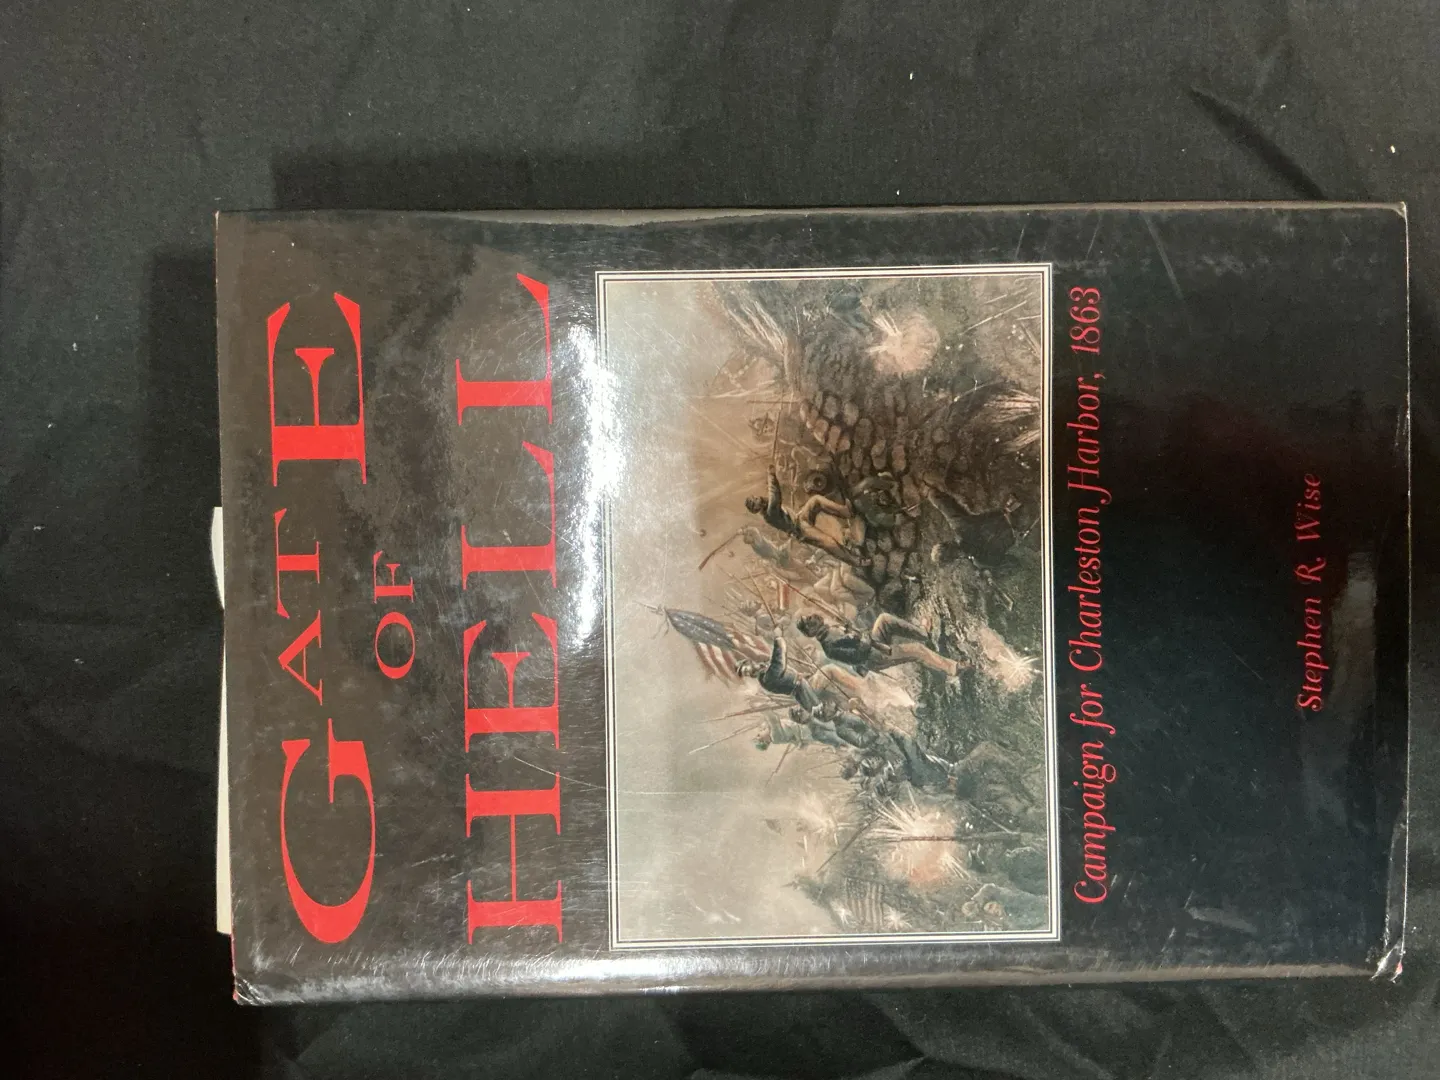 GATE
OF
HELL
Campaign for Charleston Harbor, 1863
Stephen R. Wise